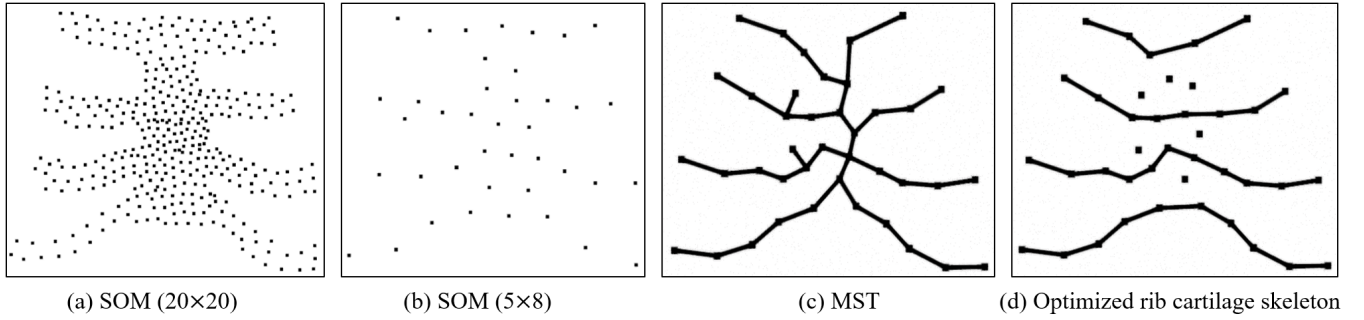 (a) SOM (20×20)
(b) SOM (5×8)
(c) MST
(d) Optimized rib cartilage skeleton